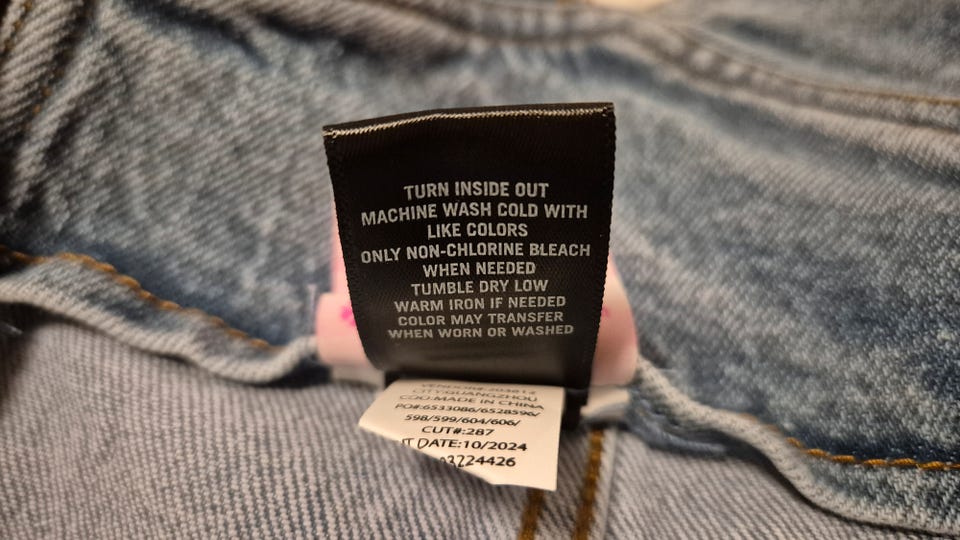 TURN INSIDE OUT
MACHINE WASH COLD WITH
LIKE COLORS
ONLY NON-CHLORINE BLEACH
WHEN NEEDED
TUMBLE DRY LOW
WARM IRON IF NEEDED
COLOR MAY TRANSFER
WHEN WORN OR WASHED
CITY:GUANGZHOU
COO:MADE IN CHINA
PO#:6533086/6528596/
598/599/604/606/
CUT#:287
DATE:10/2024
3224426